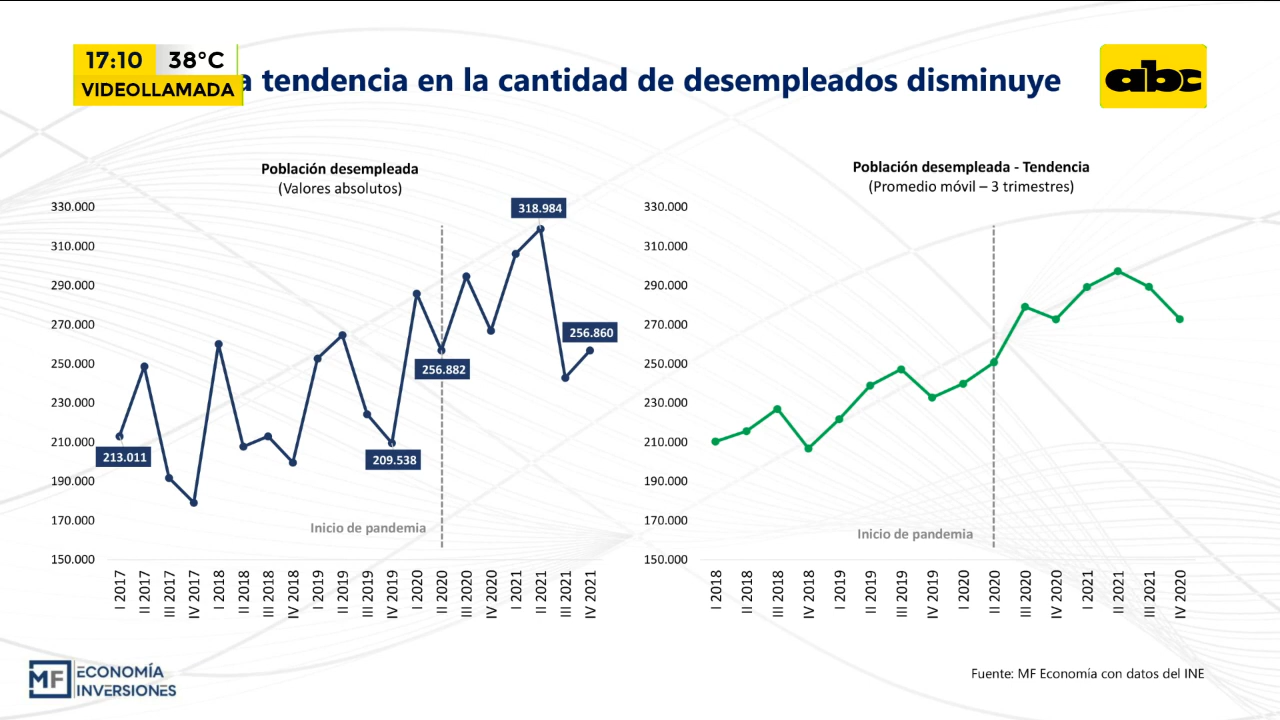 17:10 38°C
VIDEOLLAMADA
a tendencia en la cantidad de desempleados disminuye
abc
Población desempleada
(Valores absolutos)
330.000
310.000
290.000
270.000
250.000
230.000
210.000
190.000
170.000
150.000
318.984
256.860
256.882
213.011
209.538
Inicio de pandemia
I 2017
II 2017
III 2017
IV 2017
I 2018
II 2018
III 2018
IV 2018
I 2019
II 2019
III 2019
IV 2019
I 2020
II 2020
III 2020
IV 2020
I 2021
II 2021
III 2021
IV 2021
Población desempleada - Tendencia
(Promedio móvil – 3 trimestres)
330.000
310.000
290.000
270.000
250.000
230.000
210.000
190.000
170.000
150.000
Inicio de pandemia
I 2018
II 2018
III 2018
IV 2018
I 2019
II 2019
III 2019
IV 2019
I 2020
II 2020
III 2020
IV 2020
I 2021
II 2021
III 2021
IV 2020
MF ECONOMÍA
INVERSIONES
Fuente: MF Economía con datos del INE